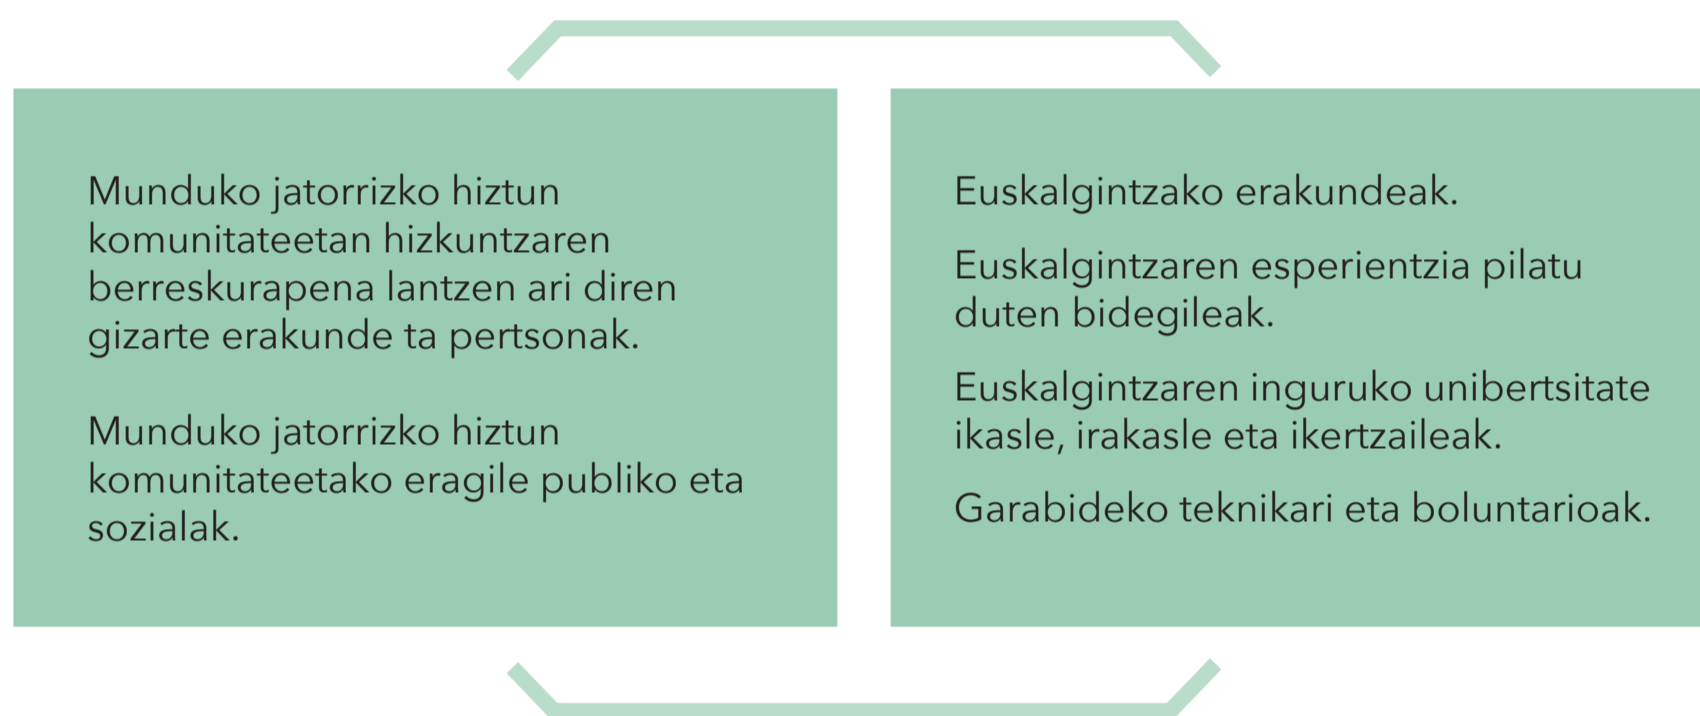 Munduko jatorrizko hiztun
komunitateetan hizkuntzaren
berreskurapena lantzen ari diren
gizarte erakunde ta pertsonak.
Munduko jatorrizko hiztun
komunitateetako eragile publiko eta
sozialak.
Euskalgintzako erakundeak.
Euskalgintzaren esperientzia pilatu
duten bidegileak.
Euskalgintzaren inguruko unibertsitate
ikasle, irakasle eta ikertzaileak.
Garabideko teknikari eta boluntarioak.